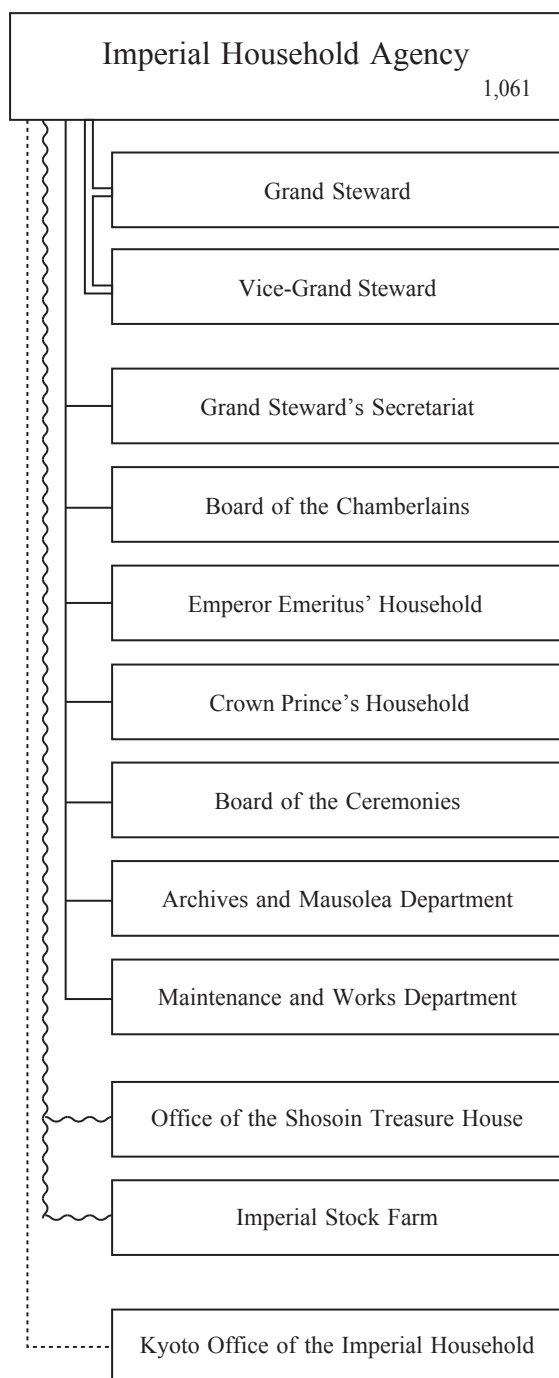 Imperial Household Agency
1,061
Grand Steward
Vice-Grand Steward
Grand Steward’s Secretariat
Board of the Chamberlains
Emperor Emeritus’ Household
Crown Prince’s Household
Board of the Ceremonies
Archives and Mausolea Department
Maintenance and Works Department
Office of the Shosoin Treasure House
Imperial Stock Farm
Kyoto Office of the Imperial Household